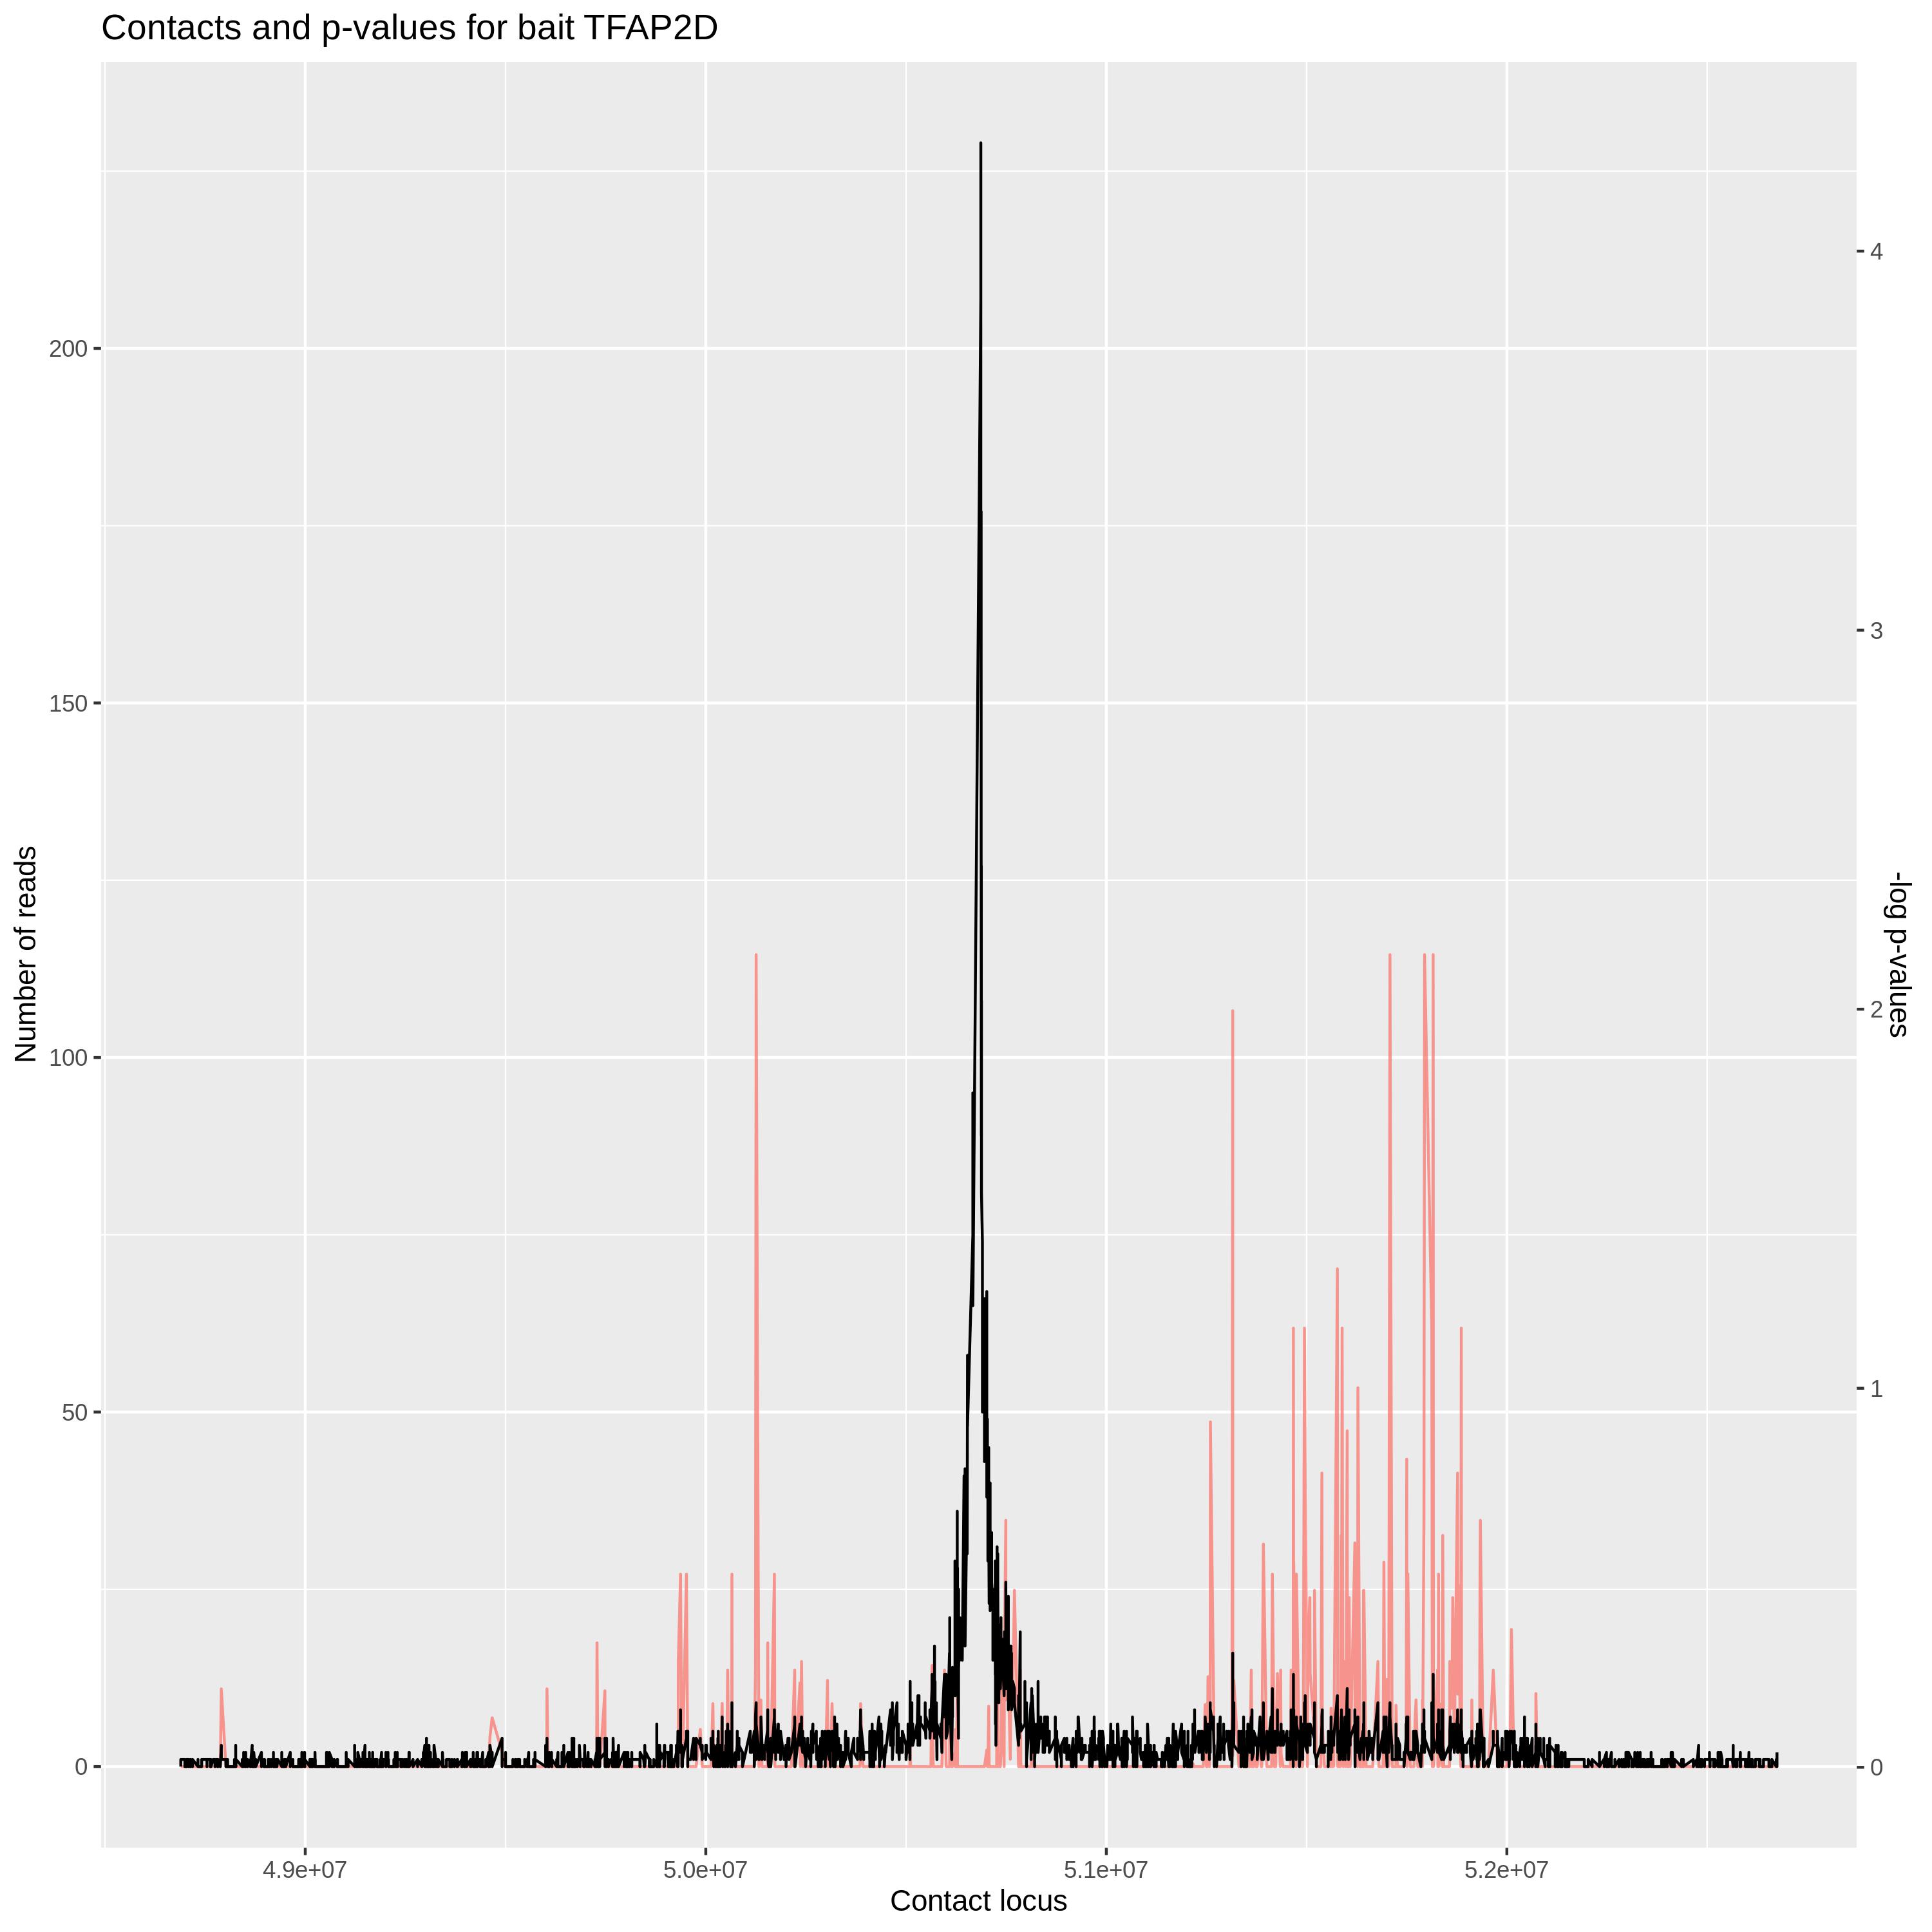 Contacts and p-values for bait TFAP2D
Number of reads
200
150
100
50
0
4
3
2
1
0
-log p-values
4.9e+07
5.0e+07
5.1e+07
5.2e+07
Contact locus